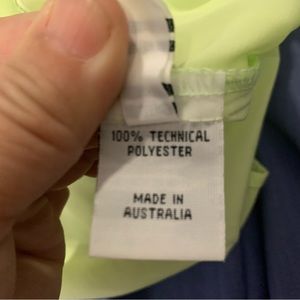 100% TECHNICAL
POLYESTER
MADE IN
AUSTRALIA